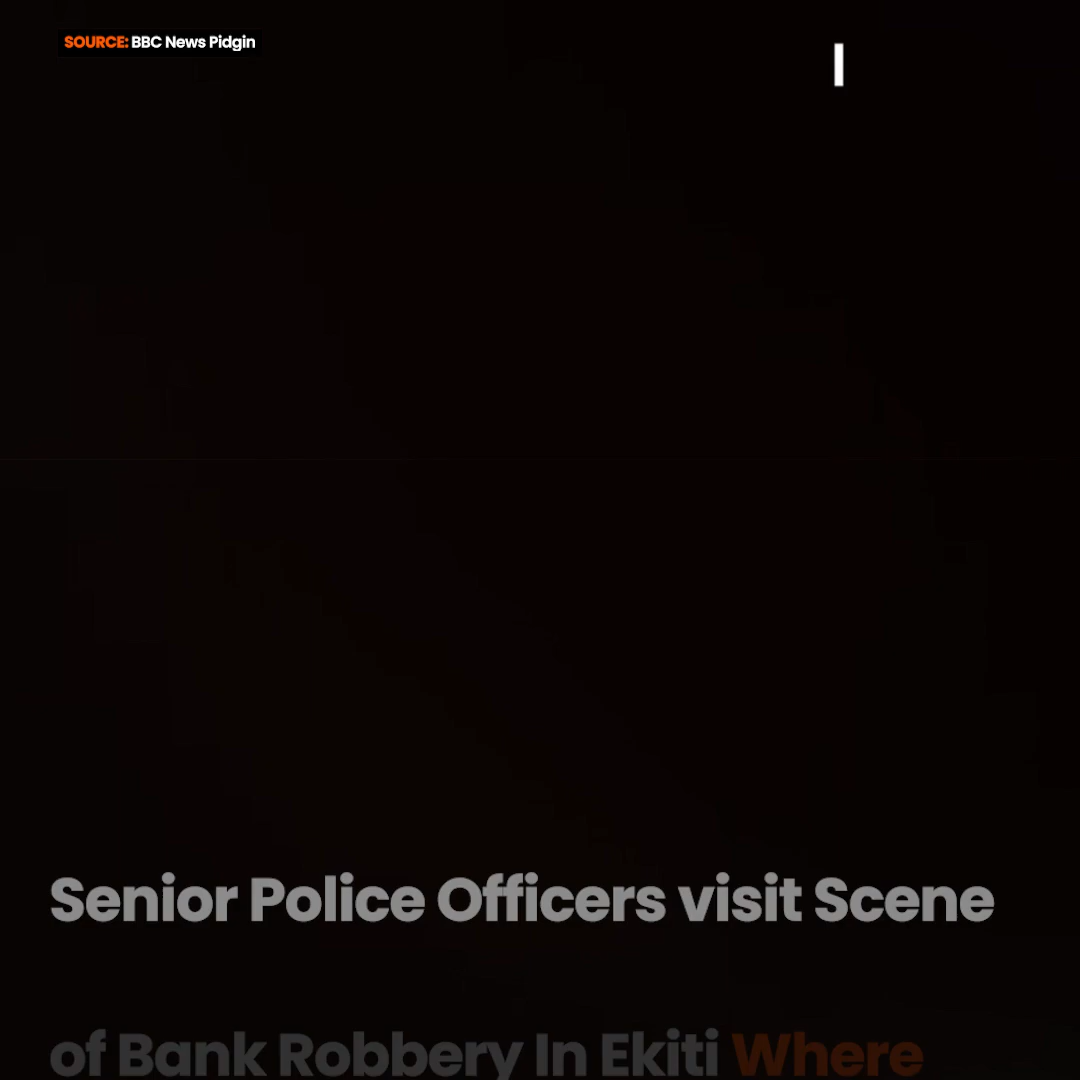 SOURCE: BBC News Pidgin
Senior Police Officers visit Scene
of Bank Robbery In Ekiti Where